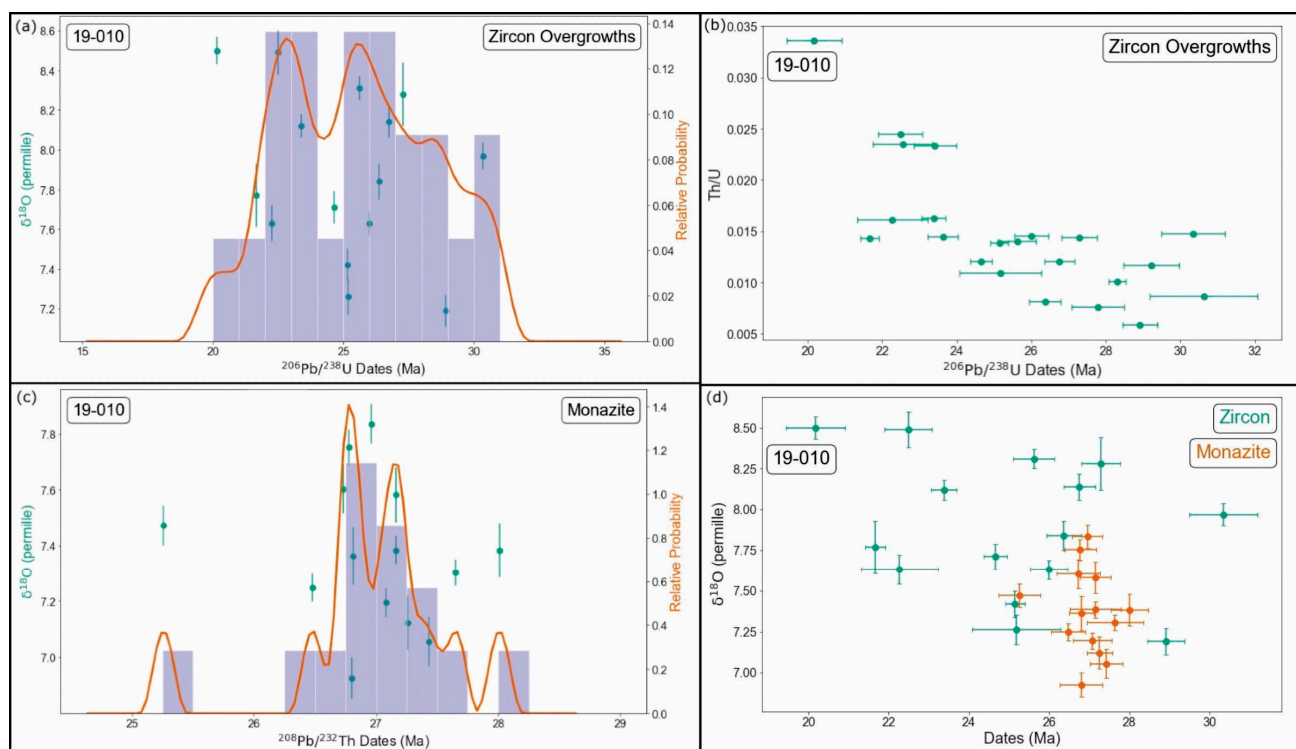 (a)
19-010
Zircon Overgrowths
8.6
8.4
8.2
8.0
7.8
7.6
7.4
7.2
δ¹⁸O (permille)
0.14
0.12
0.10
0.08
0.06
0.04
0.02
0.00
Relative Probability
15 20 25 30 35
²⁰⁶Pb/²³⁸U Dates (Ma)
(b)
Zircon Overgrowths
19-010
0.035
0.030
0.025
0.020
0.015
0.010
0.005
Th/U
20 22 24 26 28 30 32
²⁰⁶Pb/²³⁸U Dates (Ma)
(c)
19-010
Monazite
7.8
7.6
7.4
7.2
7.0
δ¹⁸O (permille)
1.4
1.2
1.0
0.8
0.6
0.4
0.2
0.0
Relative Probability
25 26 27 28 29
²⁰⁸Pb/²³²Th Dates (Ma)
(d)
Zircon
Monazite
19-010
8.50
8.25
8.00
7.75
7.50
7.25
7.00
δ¹⁸O (permille)
20 22 24 26 28 30
Dates (Ma)